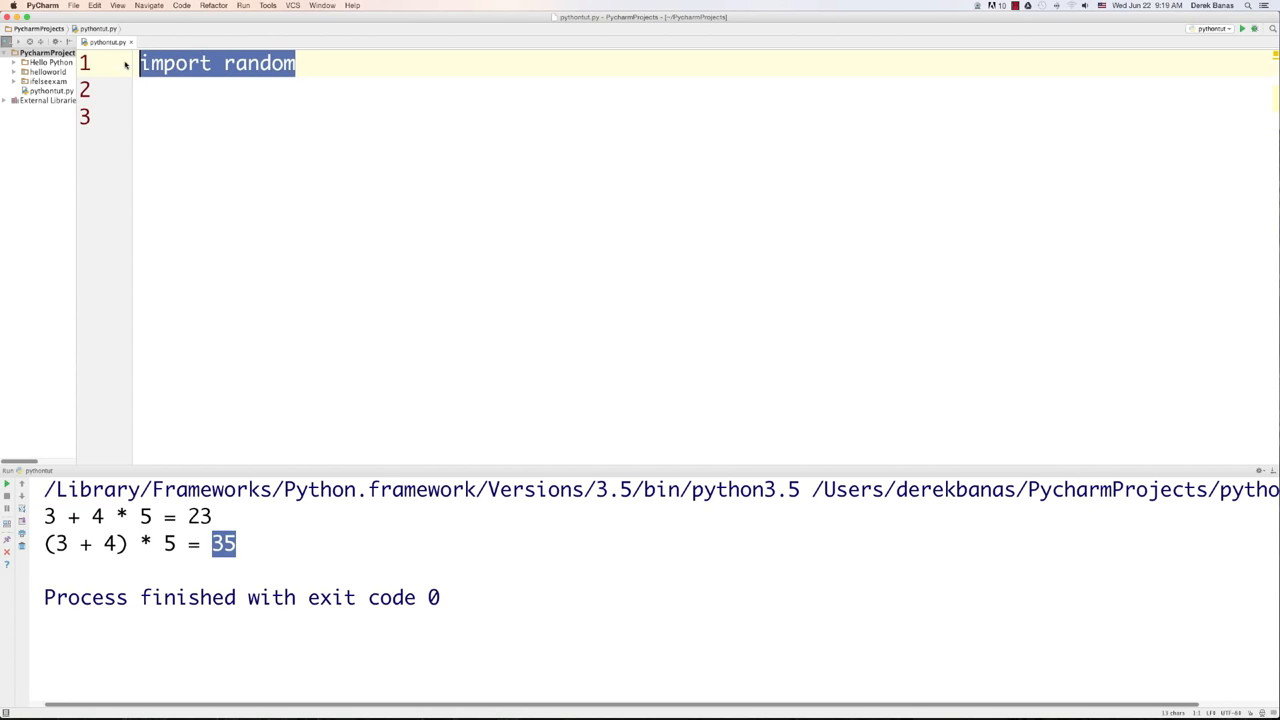 PyCharm File Edit View Navigate Code Refactor Run Tools VCS Window Help 10 Wed Jun 22 9:19 AM Derek Banas
pythontut.py - PycharmProjects - [~/PycharmProjects]
PycharmProjects pythontut.py pythontut
pythontut.py
PycharmProject
Hello Python
helloworld
ifelseexam
pythontut.py
External Librarie
1 import random
2
3
Run pythontut
/Library/Frameworks/Python.framework/Versions/3.5/bin/python3.5 /Users/derekbanas/PycharmProjects/pytho
3 + 4 * 5 = 23
(3 + 4) * 5 = 35
Process finished with exit code 0
13 chars 1:1 LF UTF-8